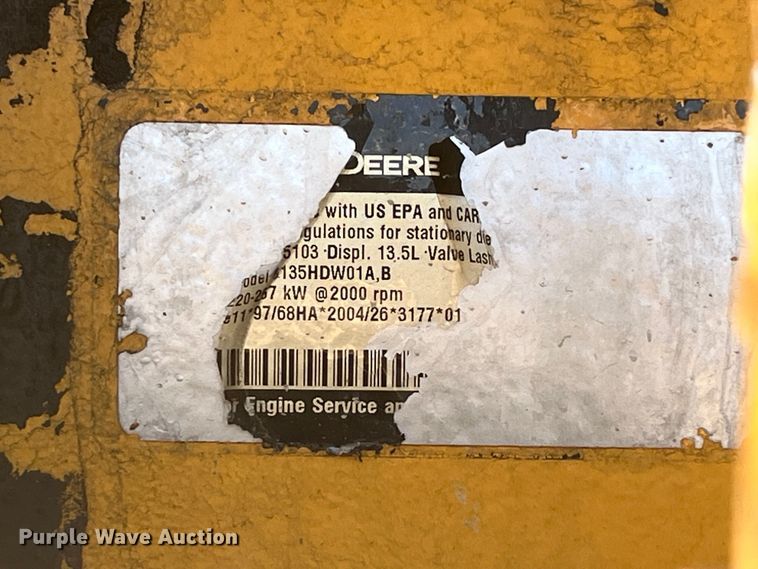 DEERE
with US EPA and CAR
gulations for stationary die
5103 ·Displ. 13.5L ·Valve Lash
135HDW01A,B
kW @2000 rpm
97/68HA*2004/26*3177*01
Engine Service an
Purple Wave Auction